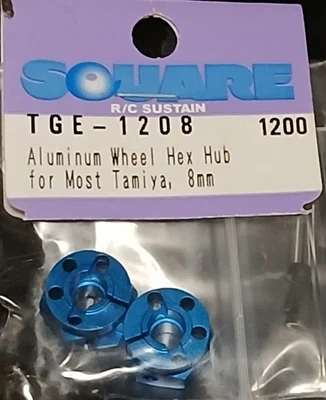 SQUARE
R/C SUSTAIN
TGE-1208 1200
Aluminum Wheel Hex Hub
for Most Tamiya, 8mm